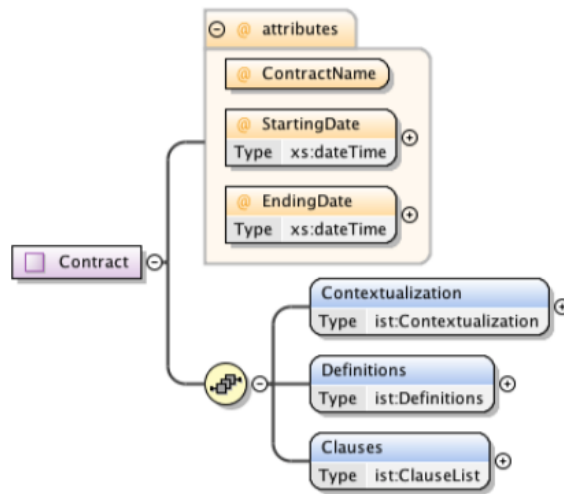 @ attributes
@ ContractName
@ StartingDate
Type xs:dateTime
@ EndingDate
Type xs:dateTime
Contract
Contextualization
Type ist:Contextualization
Definitions
Type ist:Definitions
Clauses
Type ist:ClauseList